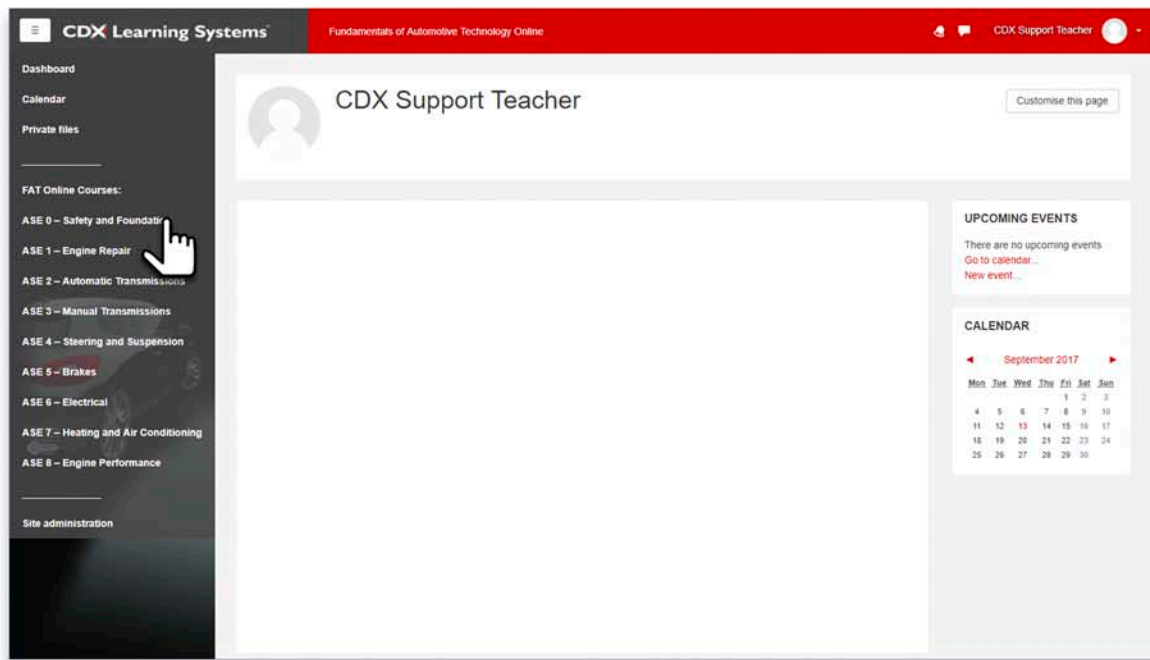 CDX Learning Systems
Fundamentals of Automotive Technology Online
CDX Support Teacher
Dashboard
Calendar
Private files
FAT Online Courses:
ASE 0 – Safety and Foundatio
ASE 1 – Engine Repair
ASE 2 – Automatic Transmissions
ASE 3 – Manual Transmissions
ASE 4 – Steering and Suspension
ASE 5 – Brakes
ASE 6 – Electrical
ASE 7 – Heating and Air Conditioning
ASE 8 – Engine Performance
Site administration
CDX Support Teacher
Customise this page
UPCOMING EVENTS
There are no upcoming events
Go to calendar...
New event...
CALENDAR
◄ September 2017 ►
Mon Tue Wed Thu Fri Sat Sun
1 2 3
4 5 6 7 8 9 10
11 12 13 14 15 16 17
18 19 20 21 22 23 24
25 26 27 28 29 30